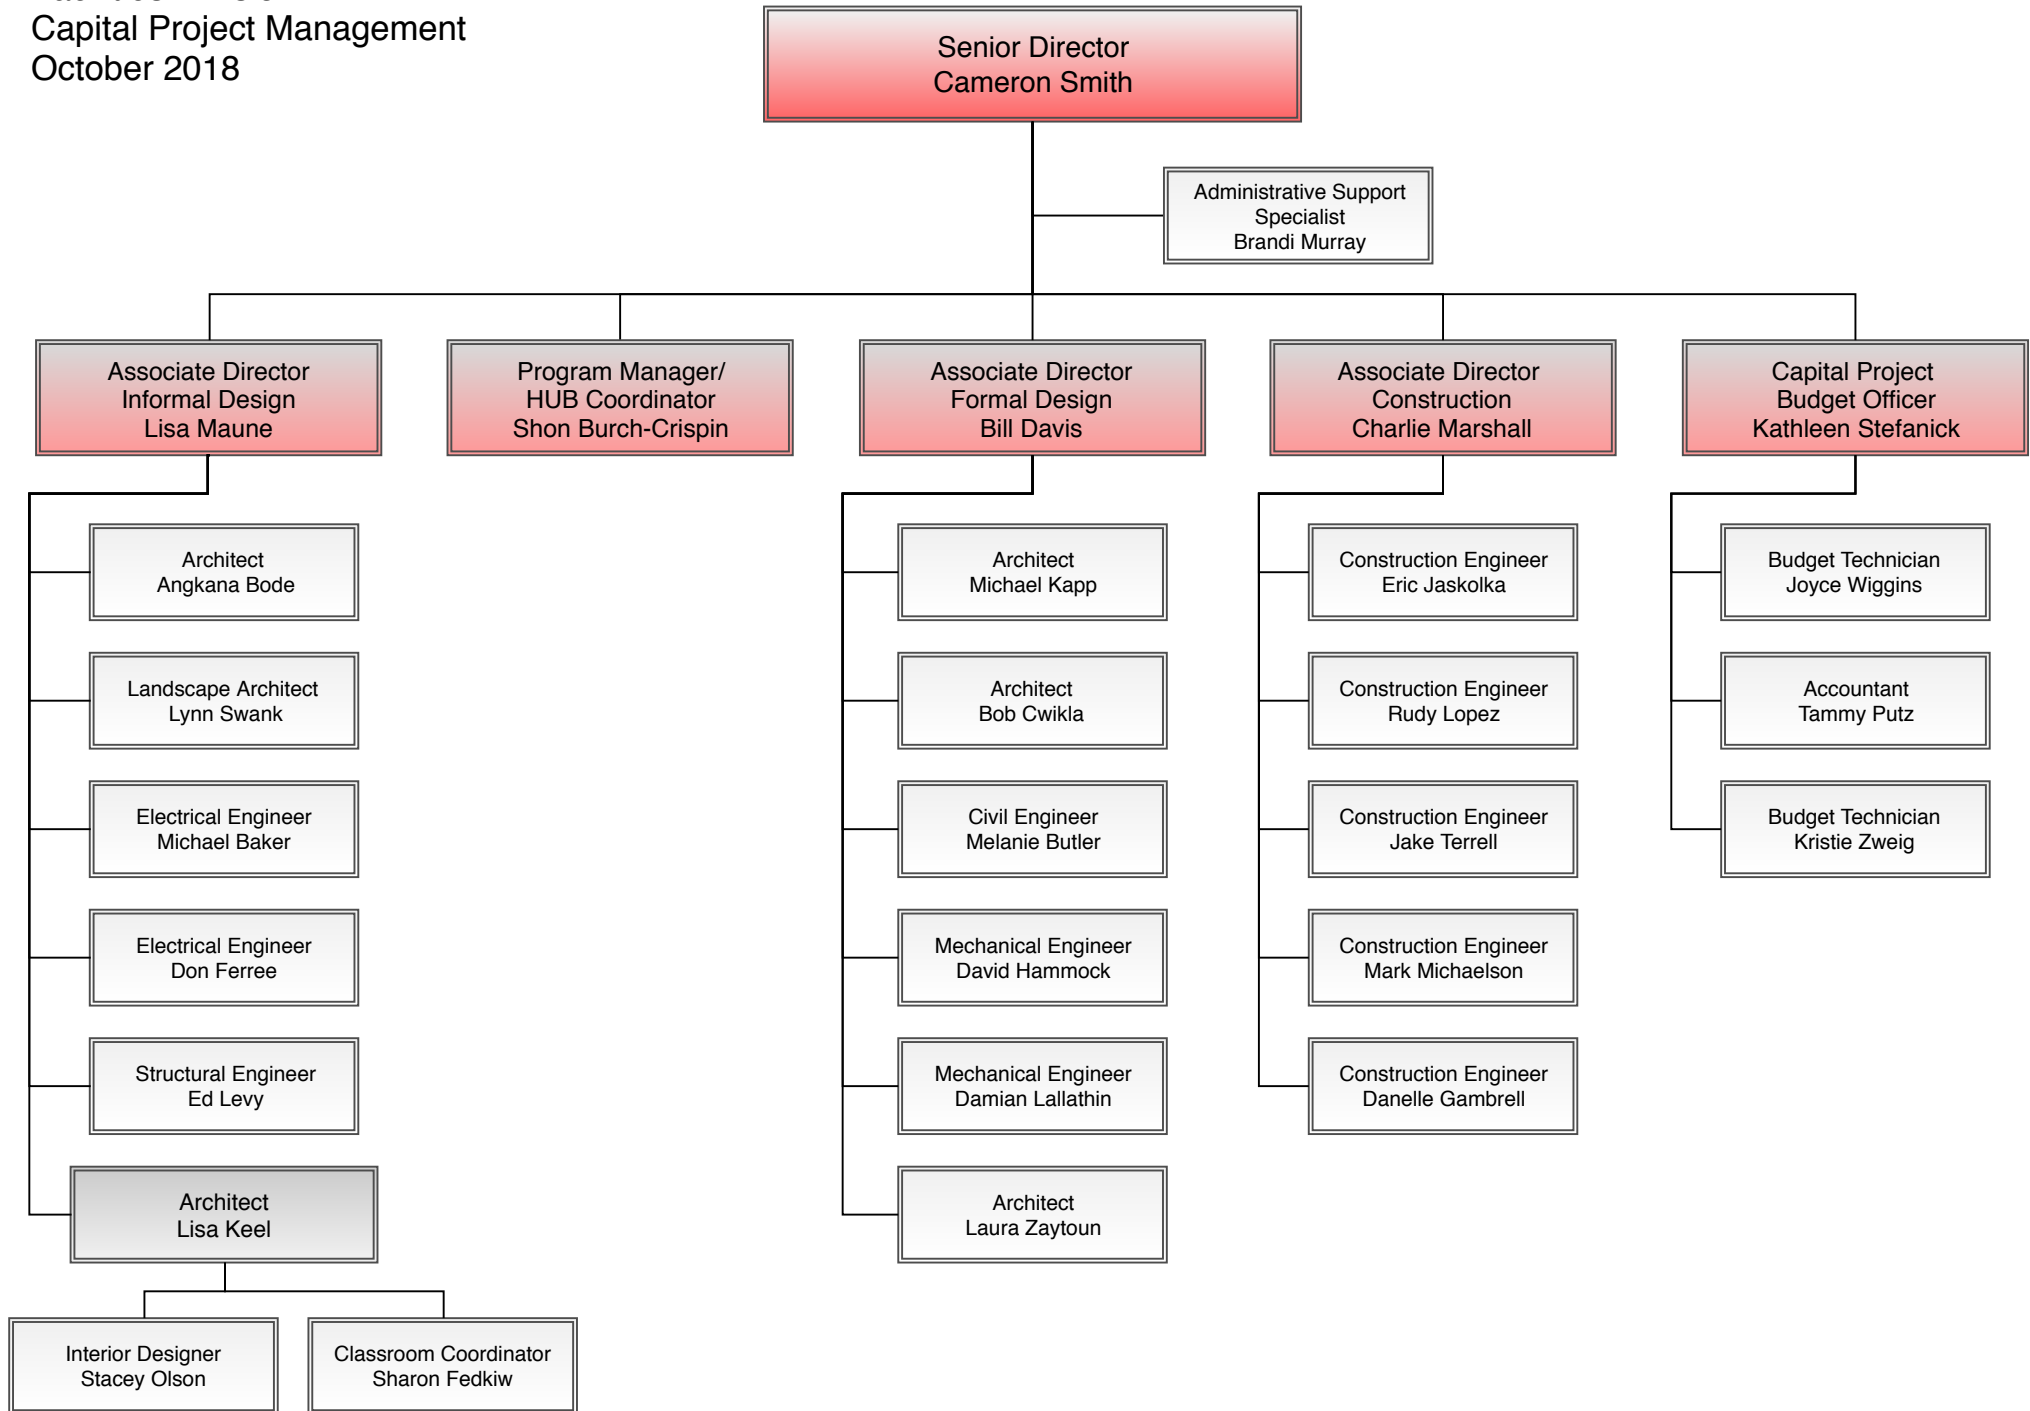 Capital Project Management
October 2018
Senior Director
Cameron Smith
Administrative Support
Specialist
Brandi Murray
Associate Director
Informal Design
Lisa Maune
Program Manager/
HUB Coordinator
Shon Burch-Crispin
Associate Director
Formal Design
Bill Davis
Associate Director
Construction
Charlie Marshall
Capital Project
Budget Officer
Kathleen Stefanick
Architect
Angkana Bode
Landscape Architect
Lynn Swank
Electrical Engineer
Michael Baker
Electrical Engineer
Don Ferree
Structural Engineer
Ed Levy
Architect
Lisa Keel
Interior Designer
Stacey Olson
Classroom Coordinator
Sharon Fedkiw
Architect
Michael Kapp
Architect
Bob Cwikla
Civil Engineer
Melanie Butler
Mechanical Engineer
David Hammock
Mechanical Engineer
Damian Lallathin
Architect
Laura Zaytoun
Construction Engineer
Eric Jaskolka
Construction Engineer
Rudy Lopez
Construction Engineer
Jake Terrell
Construction Engineer
Mark Michaelson
Construction Engineer
Danelle Gambrell
Budget Technician
Joyce Wiggins
Accountant
Tammy Putz
Budget Technician
Kristie Zweig